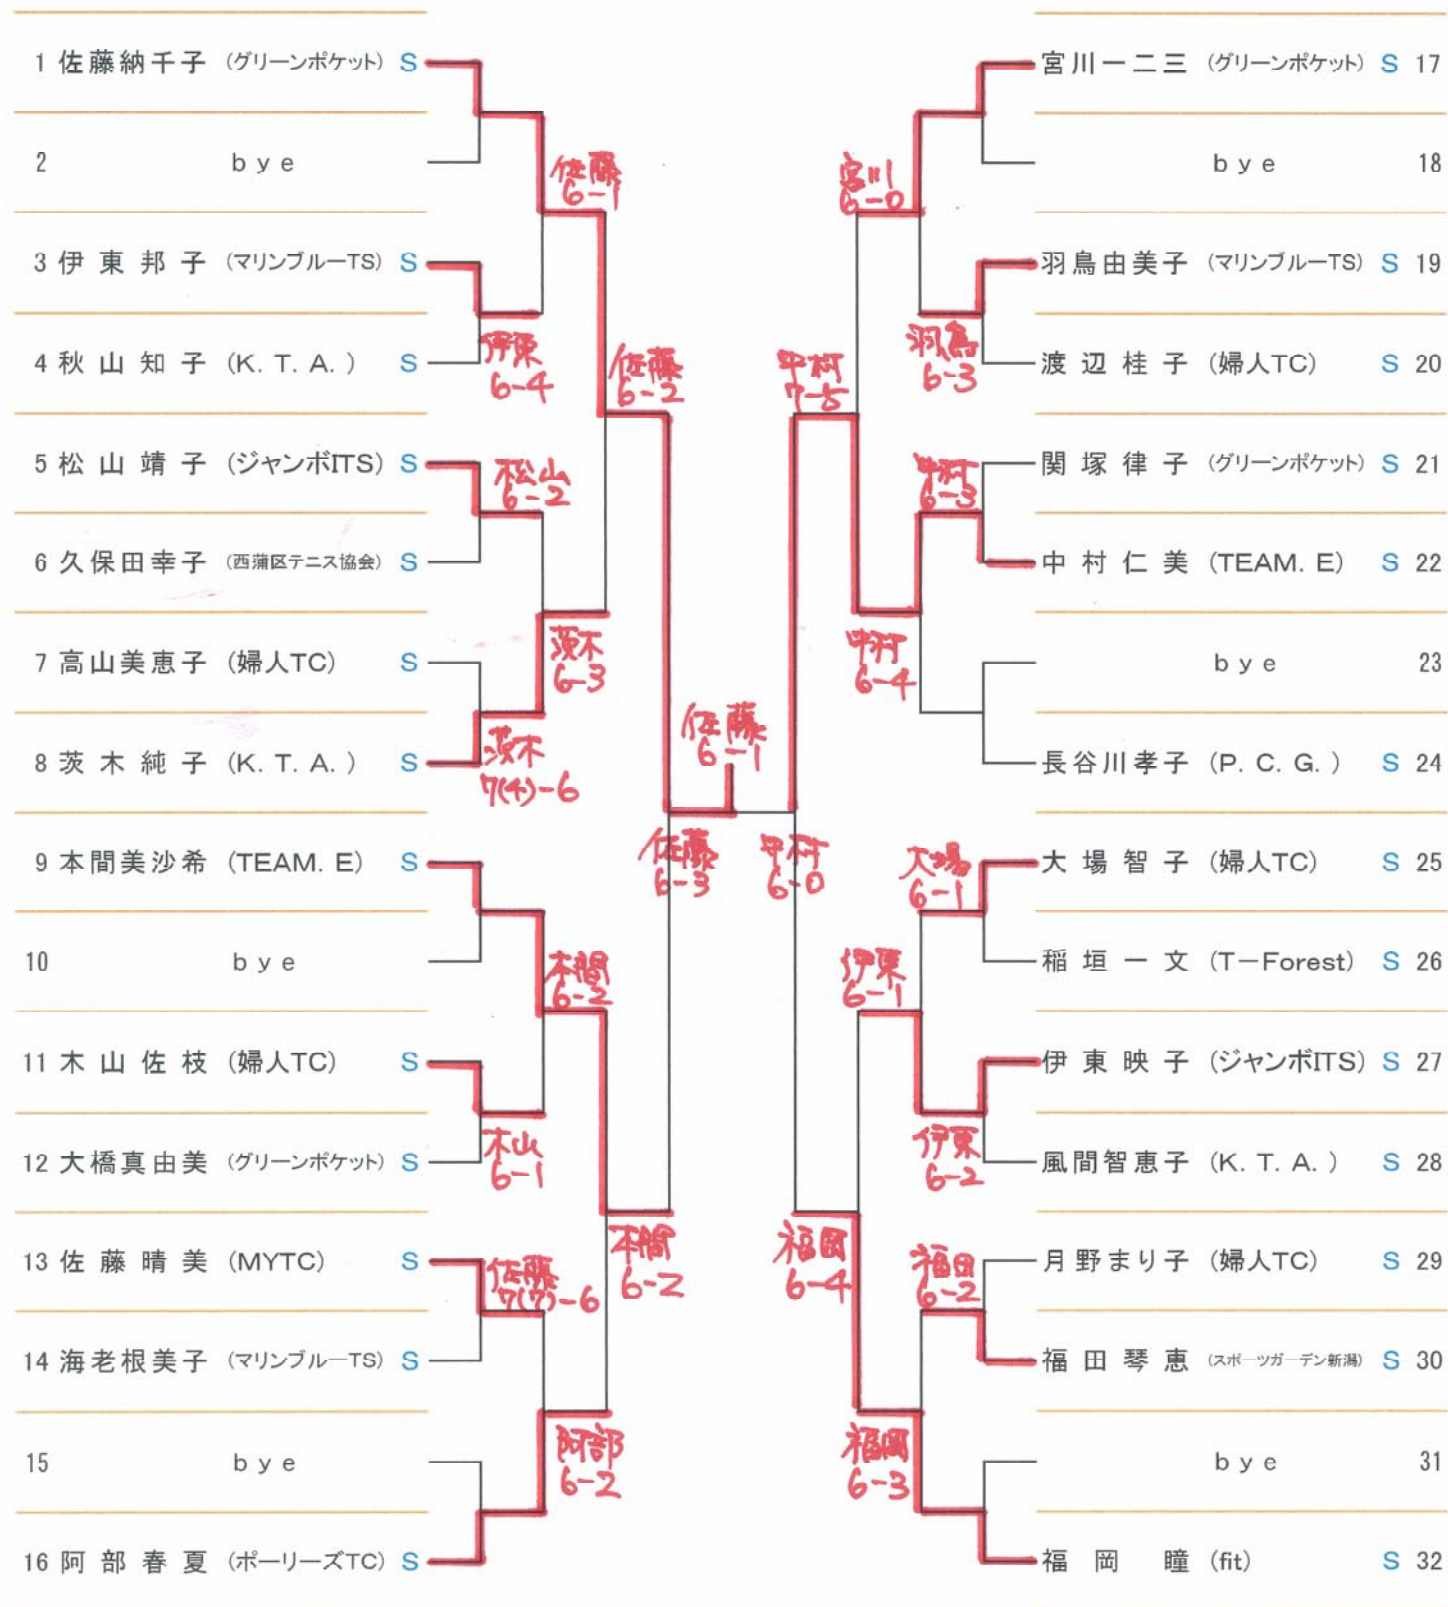 1 佐藤納千子 (グリーンポケット) S
2 bye
佐藤
6-1
3 伊東邦子 (マリンブルーTS) S
4 秋山知子 (K.T.A.) S
伊東
6-4
佐藤
6-2
5 松山靖子 (ジャンボITS) S
松山
6-2
6 久保田幸子 (西蒲区テニス協会) S
7 高山美恵子 (婦人TC) S
茨木
6-3
8 茨木純子 (K.T.A.) S
茨木
7(4)-6
佐藤
6-1
佐藤
6-3
9 本間美沙希 (TEAM.E) S
10 bye
本間
6-2
11 木山佐枝 (婦人TC) S
12 大橋真由美 (グリーンポケット) S
木山
6-1
本間
6-2
13 佐藤晴美 (MYTC) S
佐藤
7(7)-6
14 海老根美子 (マリンブルーTS) S
15 bye
阿部
6-2
16 阿部春夏 (ポーリーズTC) S
宮川一二三 (グリーンポケット) S 17
bye 18
宮川
6-0
羽鳥由美子 (マリンブルーTS) S 19
渡辺桂子 (婦人TC) S 20
羽鳥
6-3
中村
7-5
関塚律子 (グリーンポケット) S 21
中村
6-3
中村仁美 (TEAM.E) S 22
bye 23
中村
6-4
長谷川孝子 (P.C.G.) S 24
中村
6-0
大場智子 (婦人TC) S 25
大場
6-1
稲垣一文 (T-Forest) S 26
伊東
6-1
伊東映子 (ジャンボITS) S 27
風間智恵子 (K.T.A.) S 28
伊東
6-2
福岡
6-4
月野まり子 (婦人TC) S 29
福田
6-2
福田琴恵 (スポーツガーデン新潟) S 30
bye 31
福岡
6-3
福岡瞳 (fit) S 32